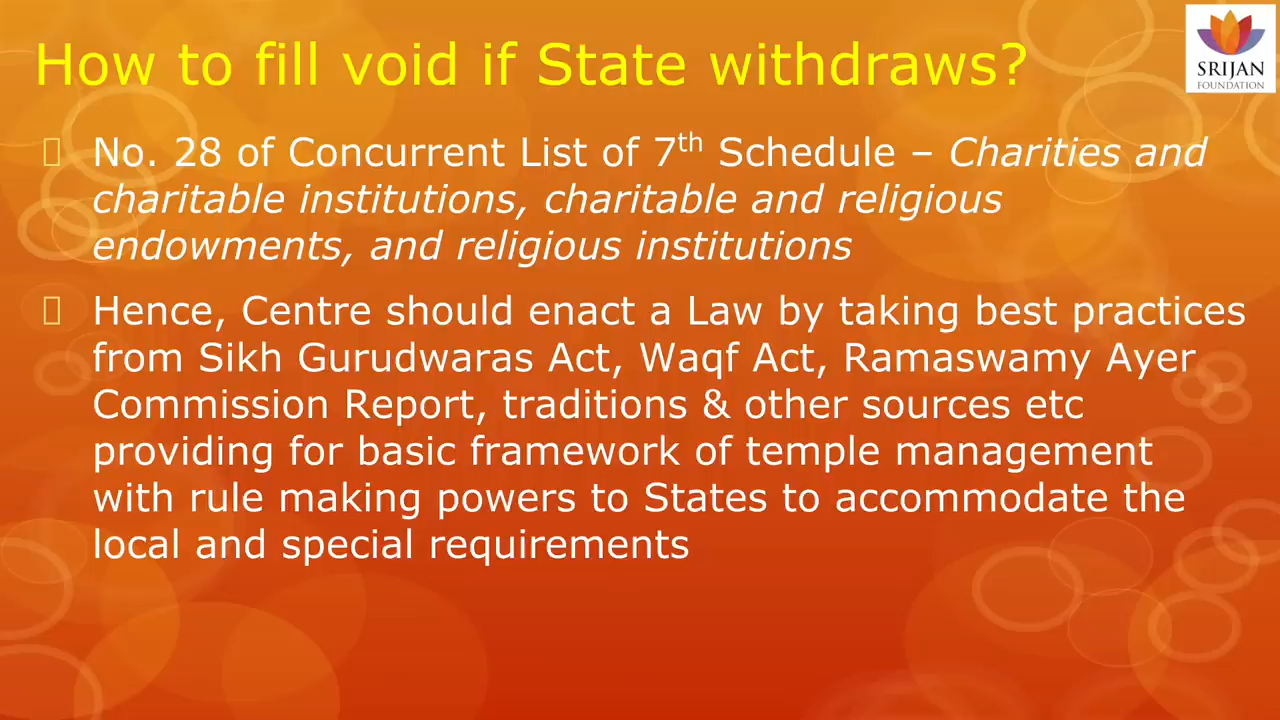 How to fill void if State withdraws?
SRIJAN
FOUNDATION
No. 28 of Concurrent List of 7th Schedule – Charities and
charitable institutions, charitable and religious
endowments, and religious institutions
Hence, Centre should enact a Law by taking best practices
from Sikh Gurudwaras Act, Waqf Act, Ramaswamy Ayer
Commission Report, traditions & other sources etc
providing for basic framework of temple management
with rule making powers to States to accommodate the
local and special requirements